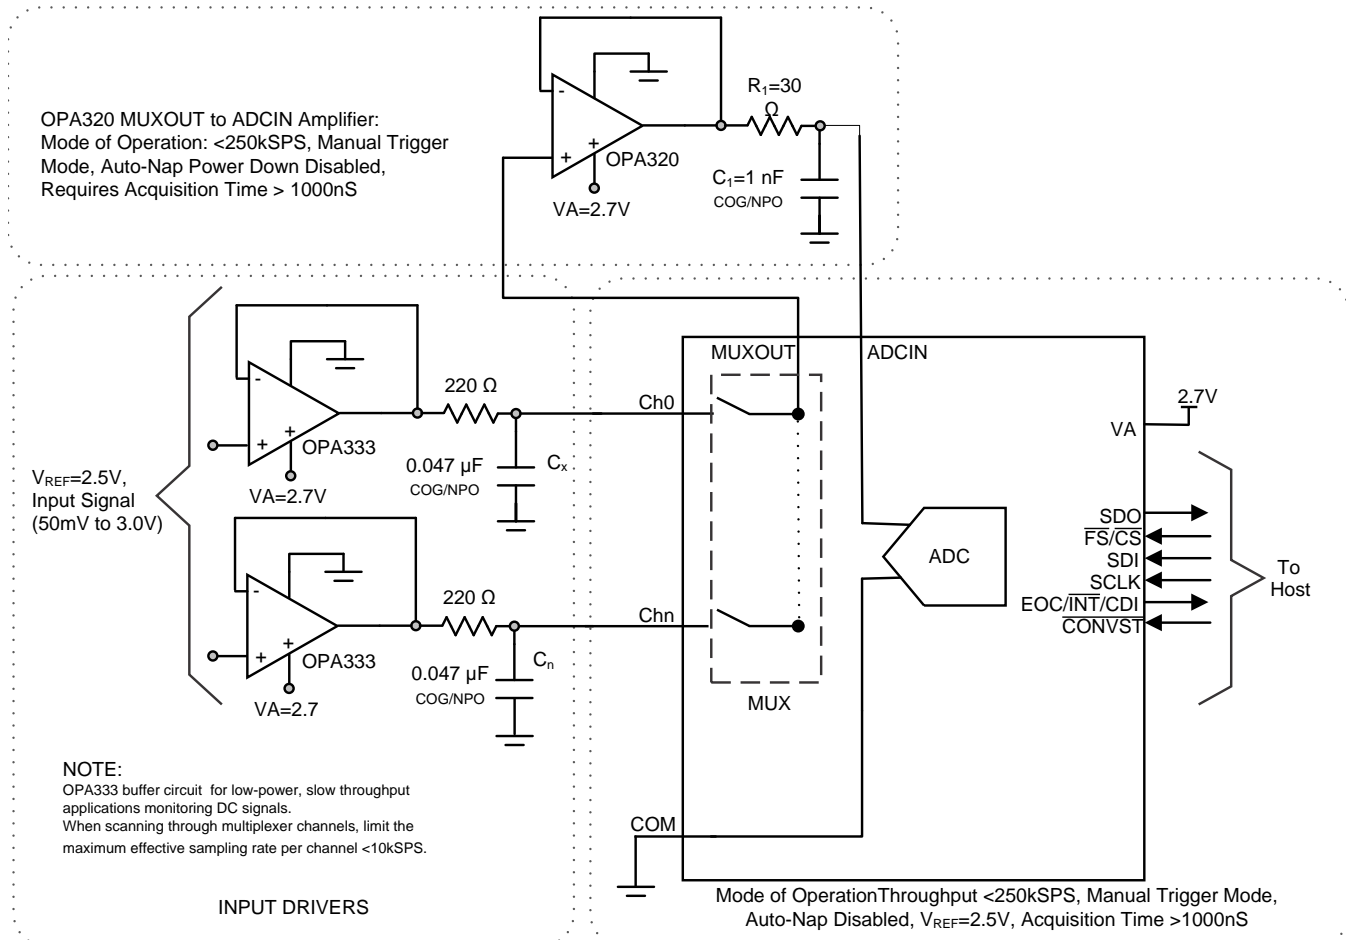 OPA320 MUXOUT to ADCIN Amplifier:
Mode of Operation: <250kSPS, Manual Trigger
Mode, Auto-Nap Power Down Disabled,
Requires Acquisition Time > 1000nS
-
+
+
OPA320
VA=2.7V
R₁=30
Ω
C₁=1 nF
COG/NPO
V_REF=2.5V,
Input Signal
(50mV to 3.0V)
-
+
+
OPA333
VA=2.7V
220 Ω
0.047 µF
COG/NPO
Cₓ
-
+
+
OPA333
VA=2.7
220 Ω
0.047 µF
COG/NPO
Cₙ
NOTE:
OPA333 buffer circuit for low-power, slow throughput
applications monitoring DC signals.
When scanning through multiplexer channels, limit the
maximum effective sampling rate per channel <10kSPS.
INPUT DRIVERS
MUXOUT
ADCIN
Ch0
Chn
MUX
ADC
COM
2.7V
VA
SDO
FS/CS
SDI
SCLK
EOC/INT/CDI
CONVST
To
Host
Mode of OperationThroughput <250kSPS, Manual Trigger Mode,
Auto-Nap Disabled, V_REF=2.5V, Acquisition Time >1000nS